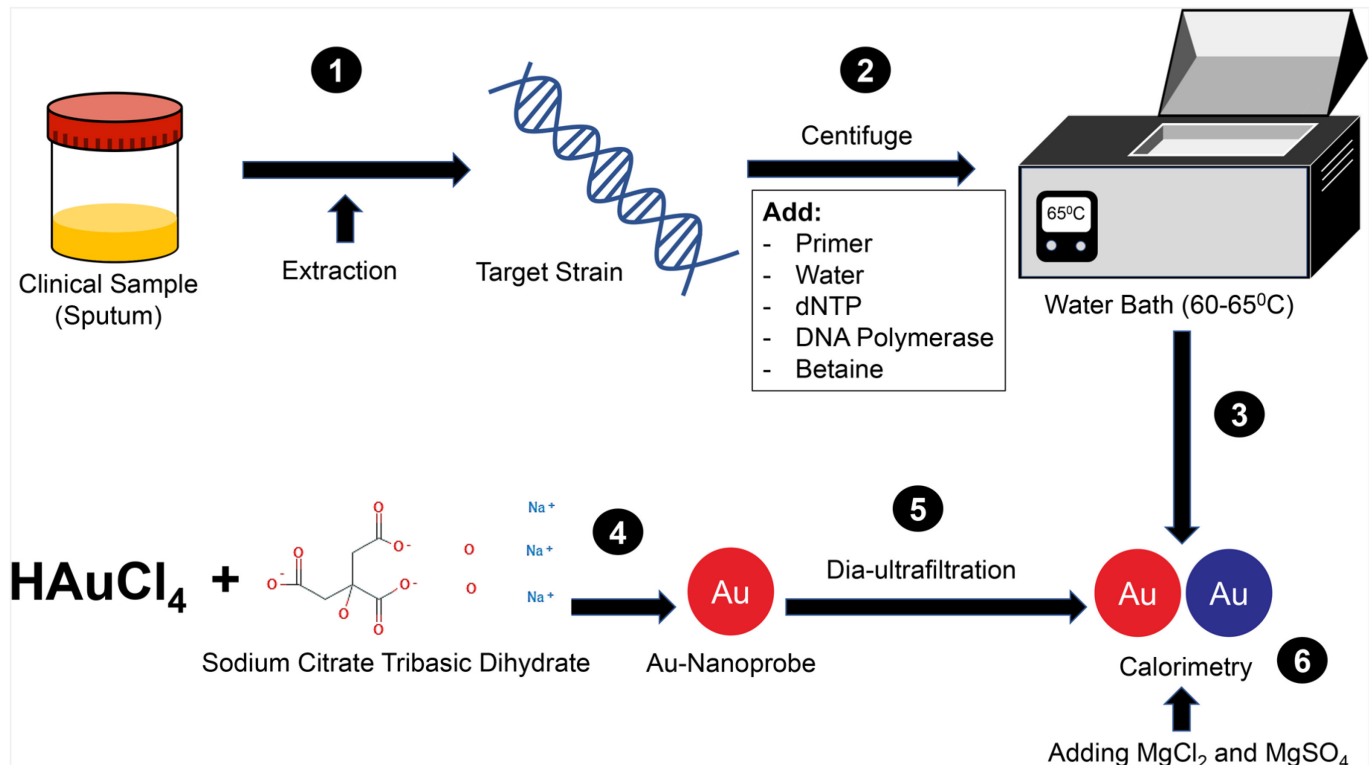 1
2
Centifuge
Add:
- Primer
- Water
- dNTP
- DNA Polymerase
- Betaine
65⁰C
Clinical Sample
(Sputum)
Extraction
Target Strain
Water Bath (60-65⁰C)
3
HAuCl₄ +
O
O⁻
O
O⁻
O⁻
O
O
O
O
Na⁺
Na⁺
Na⁺
Sodium Citrate Tribasic Dihydrate
4
Au
Au-Nanoprobe
5
Dia-ultrafiltration
Au Au
Calorimetry
6
Adding MgCl₂ and MgSO₄